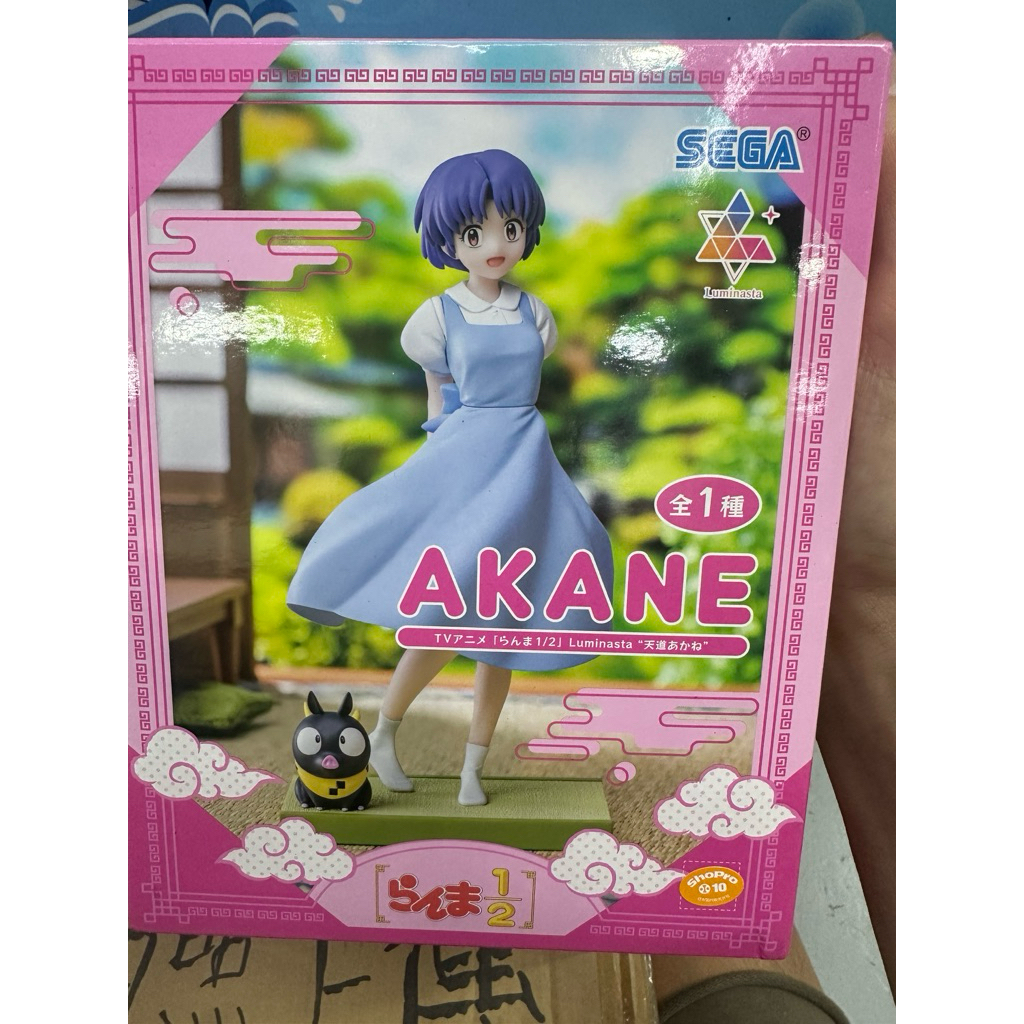 SEGA®
Luminasta
全1種
AKANE
TVアニメ「らんま1/2」Luminasta “天道あかね”
らんま1/2
ShoPro
10